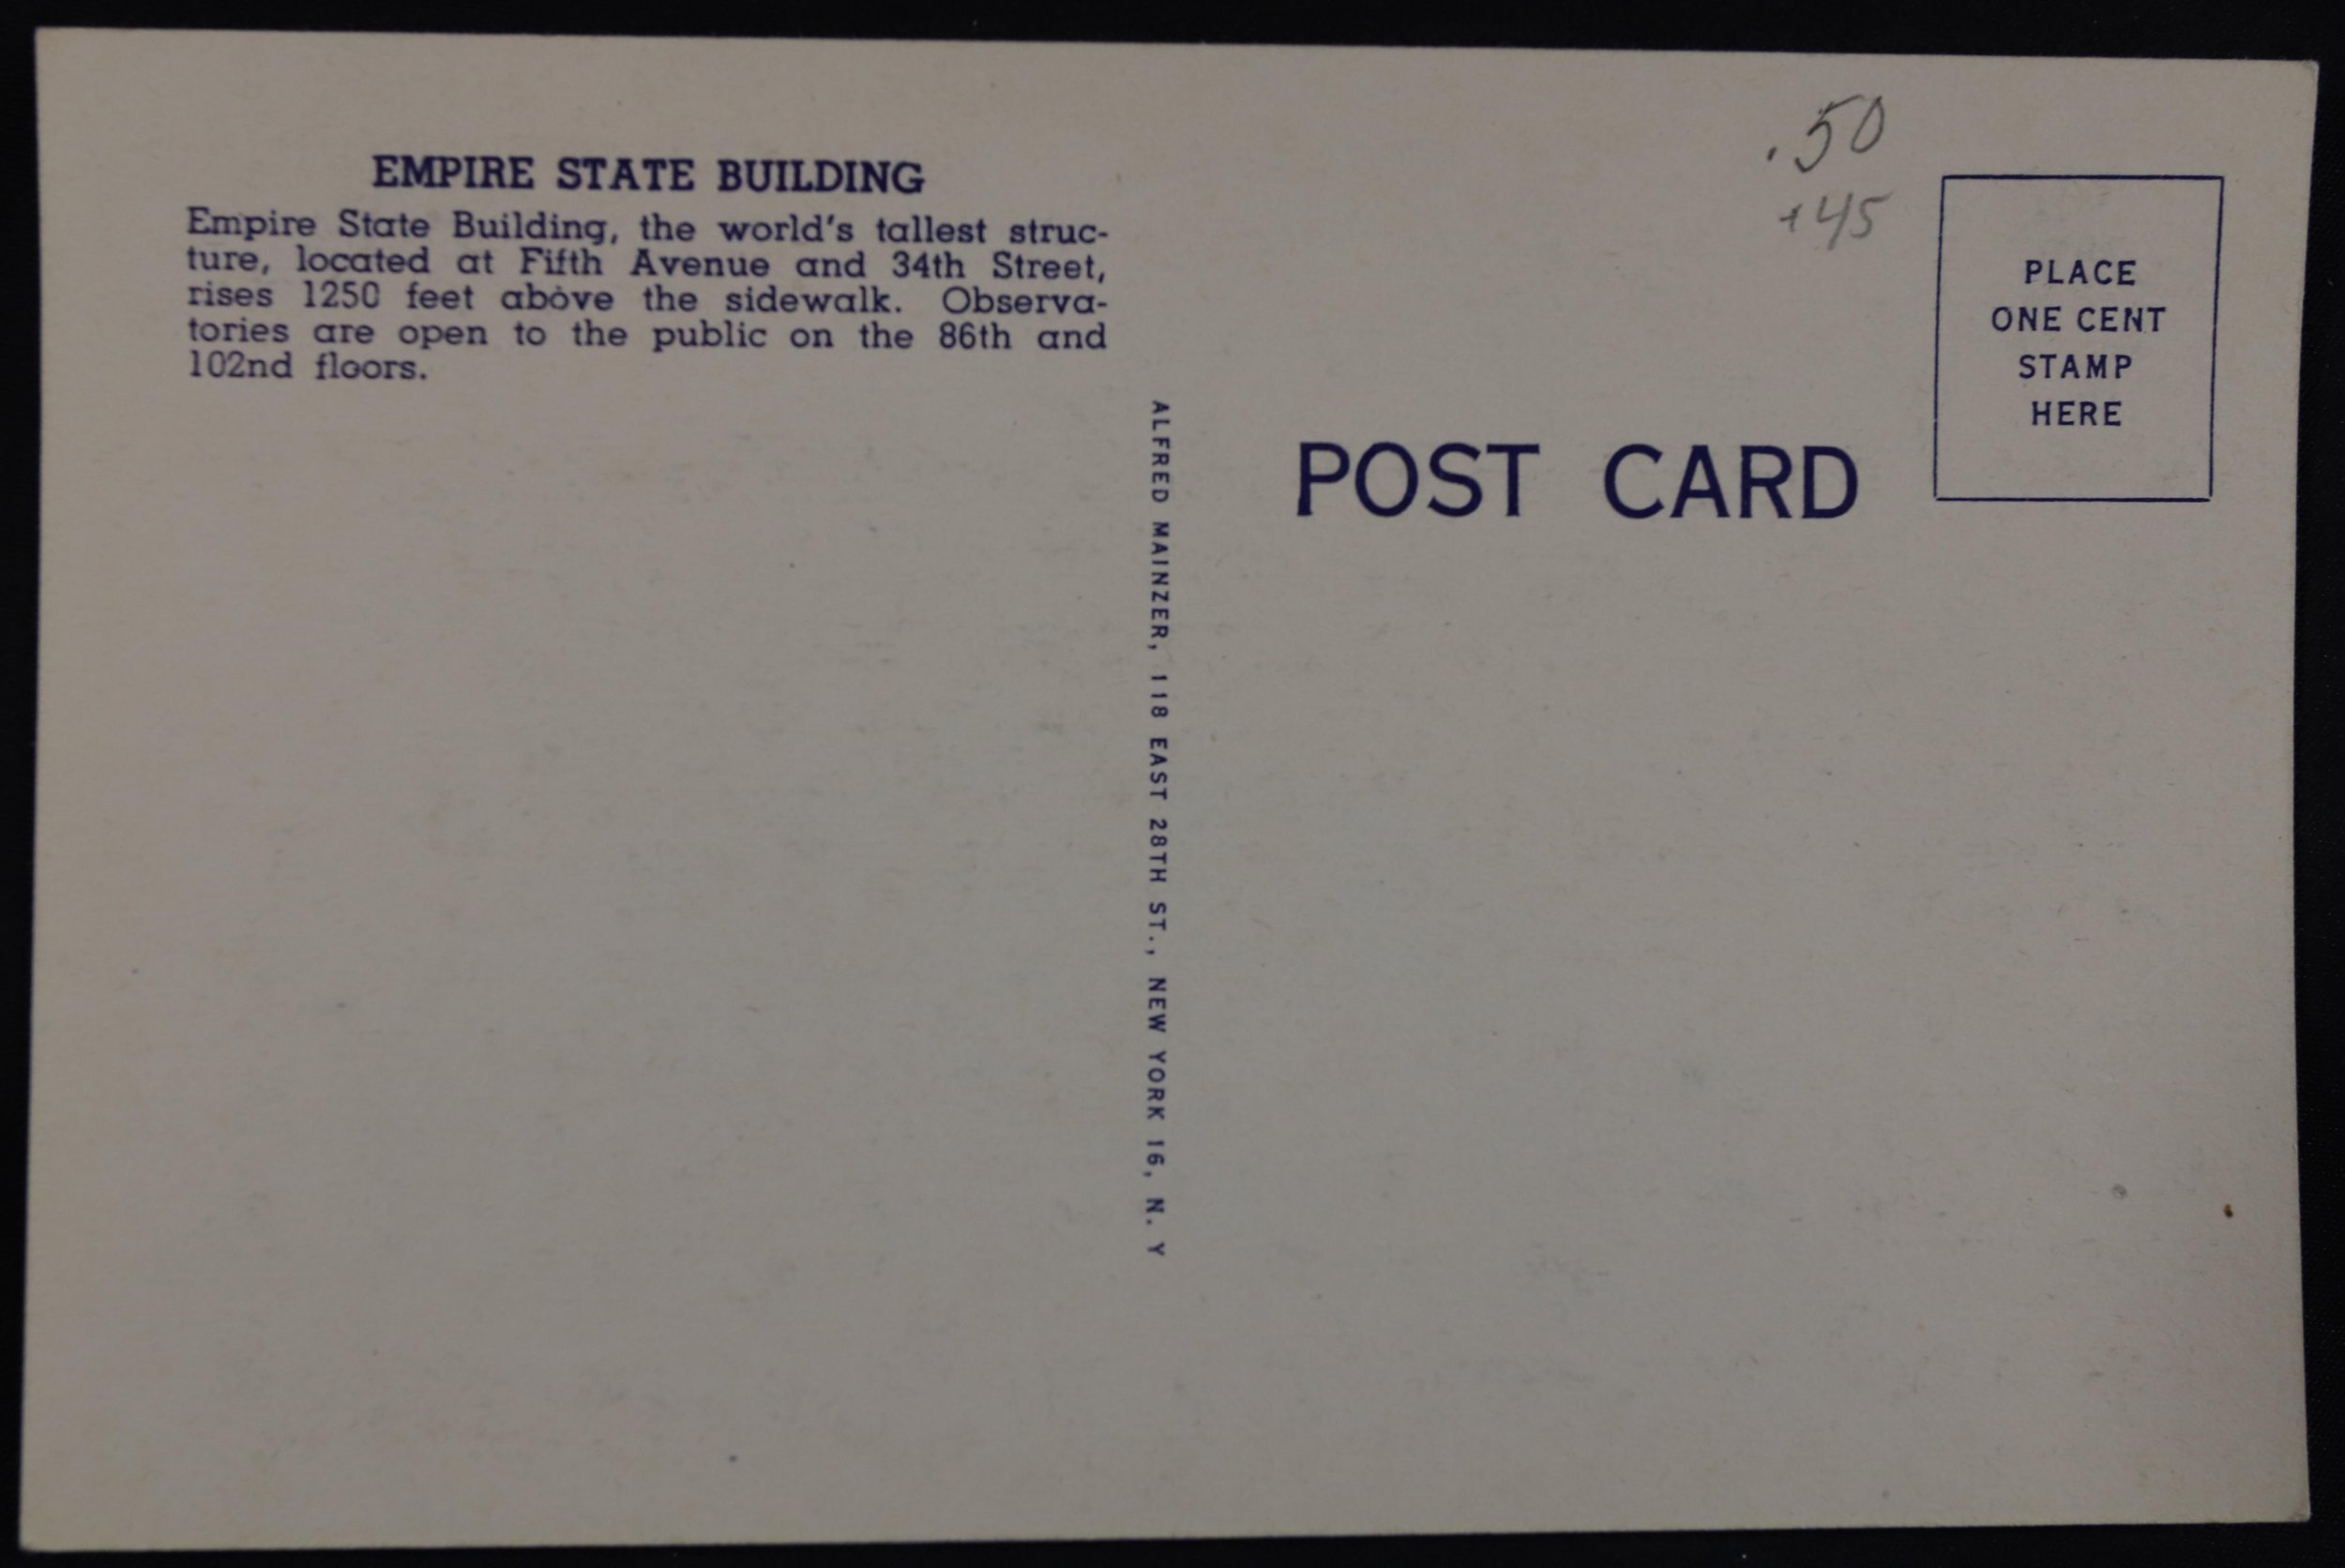 EMPIRE STATE BUILDING
Empire State Building, the world's tallest struc-
ture, located at Fifth Avenue and 34th Street,
rises 1250 feet above the sidewalk. Observa-
tories are open to the public on the 86th and
102nd floors.
ALFRED MAINZER, 118 EAST 28TH ST., NEW YORK 16, N. Y
.50
+45
POST CARD
PLACE
ONE CENT
STAMP
HERE